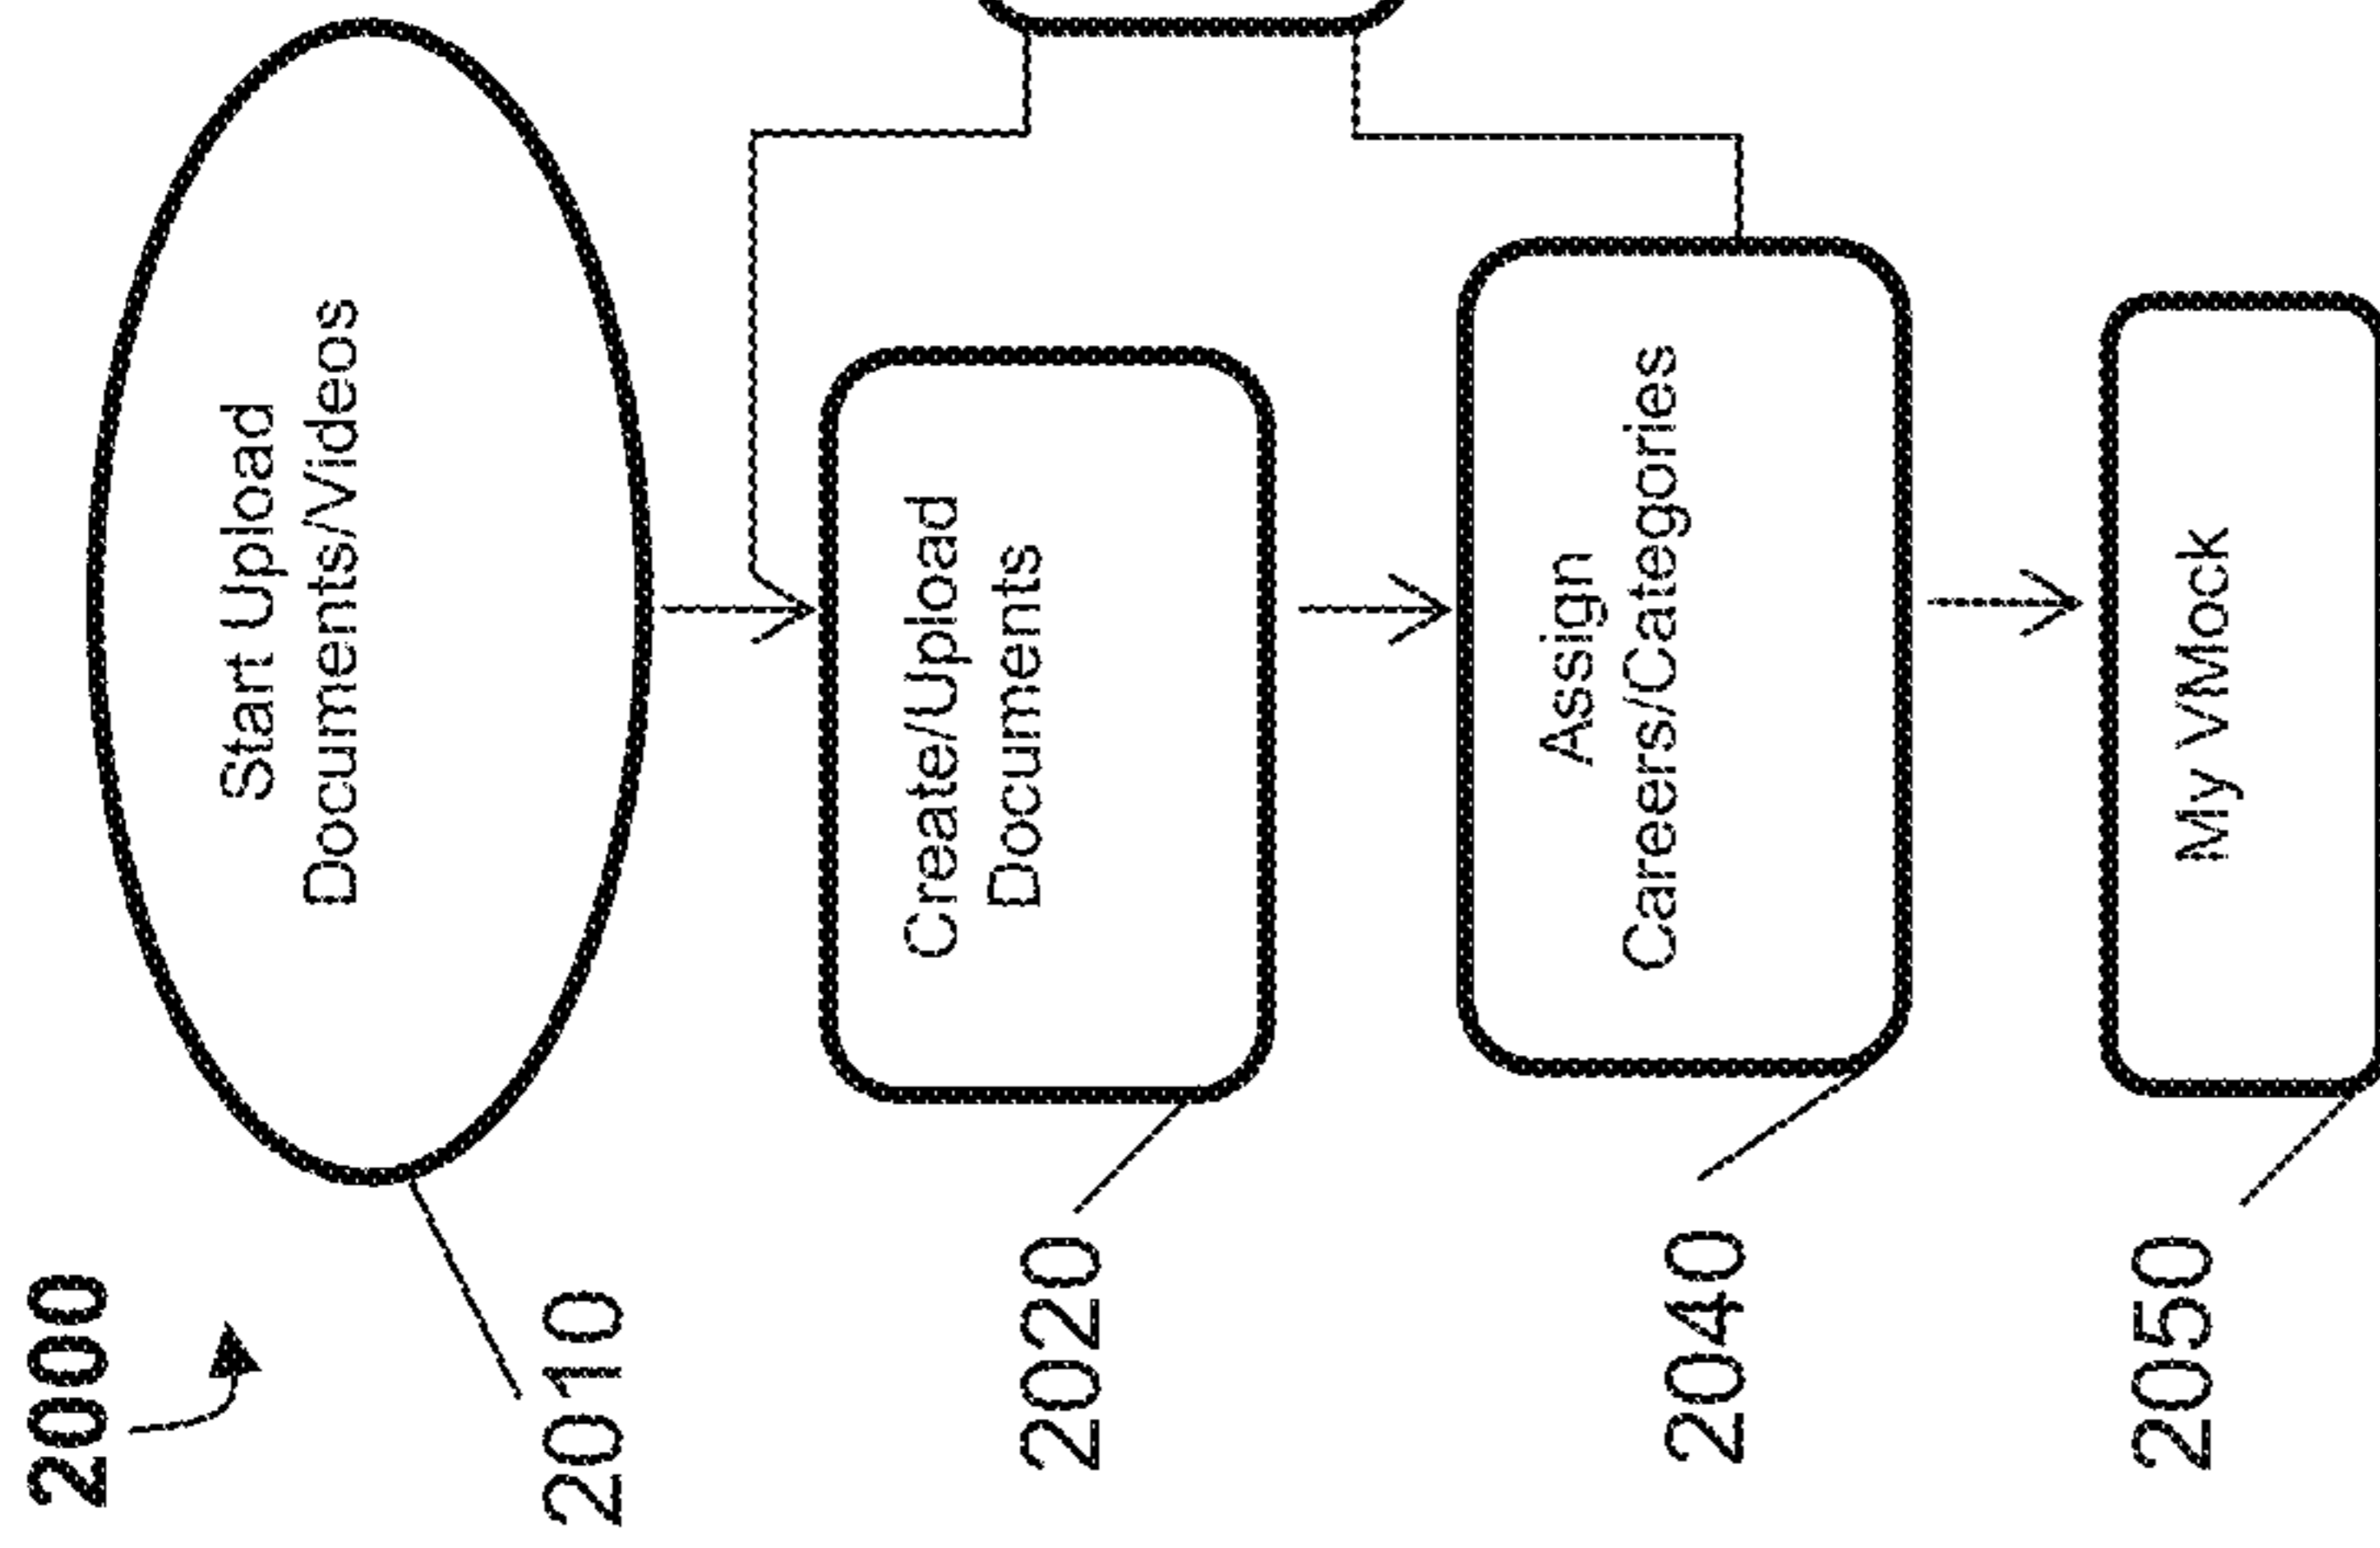 2000
Start Upload
Documents/Videos
2010
Create/Upload
Documents
2020
Assign
Careers/Categories
2040
My VMock
2050